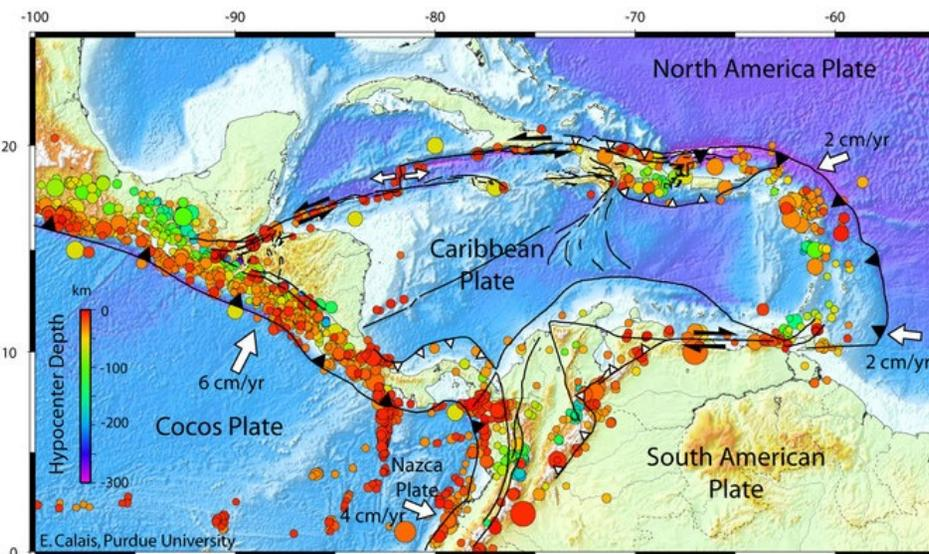 -100
-90
-80
-70
-60
North America Plate
20
2 cm/yr
Caribbean
Plate
km
0
-100
-200
-300
Hypocenter Depth
10
2 cm/yr
6 cm/yr
Cocos Plate
Nazca
Plate
South American
Plate
4 cm/yr
E. Calais, Purdue University
0